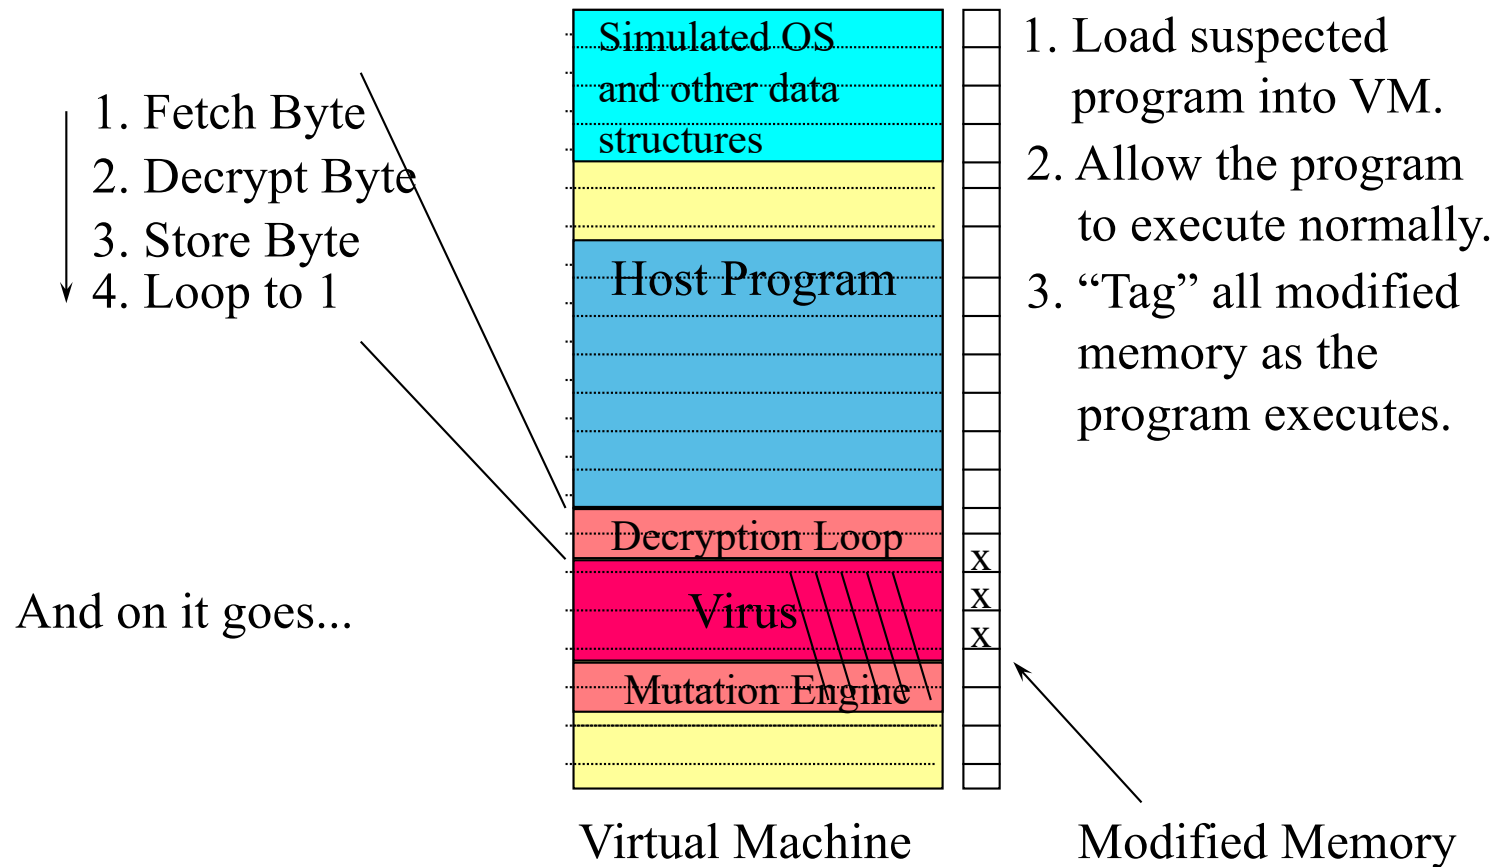 1. Fetch Byte
2. Decrypt Byte
3. Store Byte
4. Loop to 1
And on it goes...
Simulated OS
and other data
structures
Host Program
Decryption Loop
Virus
Mutation Engine
Virtual Machine
x
x
x
1. Load suspected
program into VM.
2. Allow the program
to execute normally.
3. “Tag” all modified
memory as the
program executes.
Modified Memory